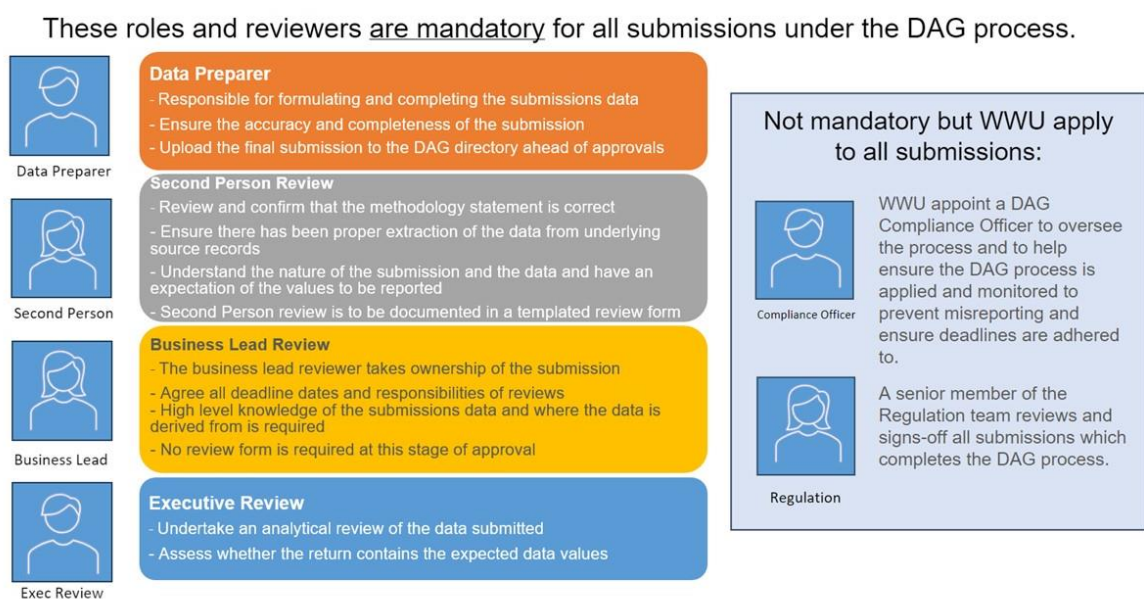 These roles and reviewers are mandatory for all submissions under the DAG process.
Data Preparer
Data Preparer
- Responsible for formulating and completing the submissions data
- Ensure the accuracy and completeness of the submission
- Upload the final submission to the DAG directory ahead of approvals
Second Person
Second Person Review
- Review and confirm that the methodology statement is correct
- Ensure there has been proper extraction of the data from underlying
source records
- Understand the nature of the submission and the data and have an
expectation of the values to be reported
- Second Person review is to be documented in a templated review form
Business Lead
Business Lead Review
- The business lead reviewer takes ownership of the submission
- Agree all deadline dates and responsibilities of reviews
- High level knowledge of the submissions data and where the data is
derived from is required
- No review form is required at this stage of approval
Exec Review
Executive Review
- Undertake an analytical review of the data submitted
- Assess whether the return contains the expected data values
Not mandatory but WWU apply
to all submissions:
Compliance Officer
WWU appoint a DAG
Compliance Officer to oversee
the process and to help
ensure the DAG process is
applied and monitored to
prevent misreporting and
ensure deadlines are adhered
to.
Regulation
A senior member of the
Regulation team reviews and
signs-off all submissions which
completes the DAG process.